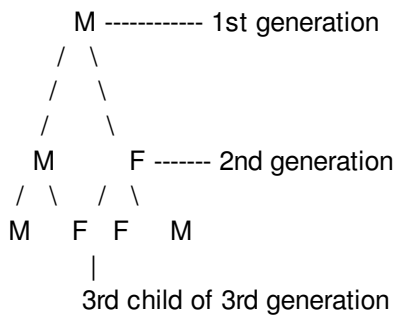 M ------------ 1st generation
/ \
/ \
/ \
M F ------- 2nd generation
/ \ / \
M F F M
|
3rd child of 3rd generation